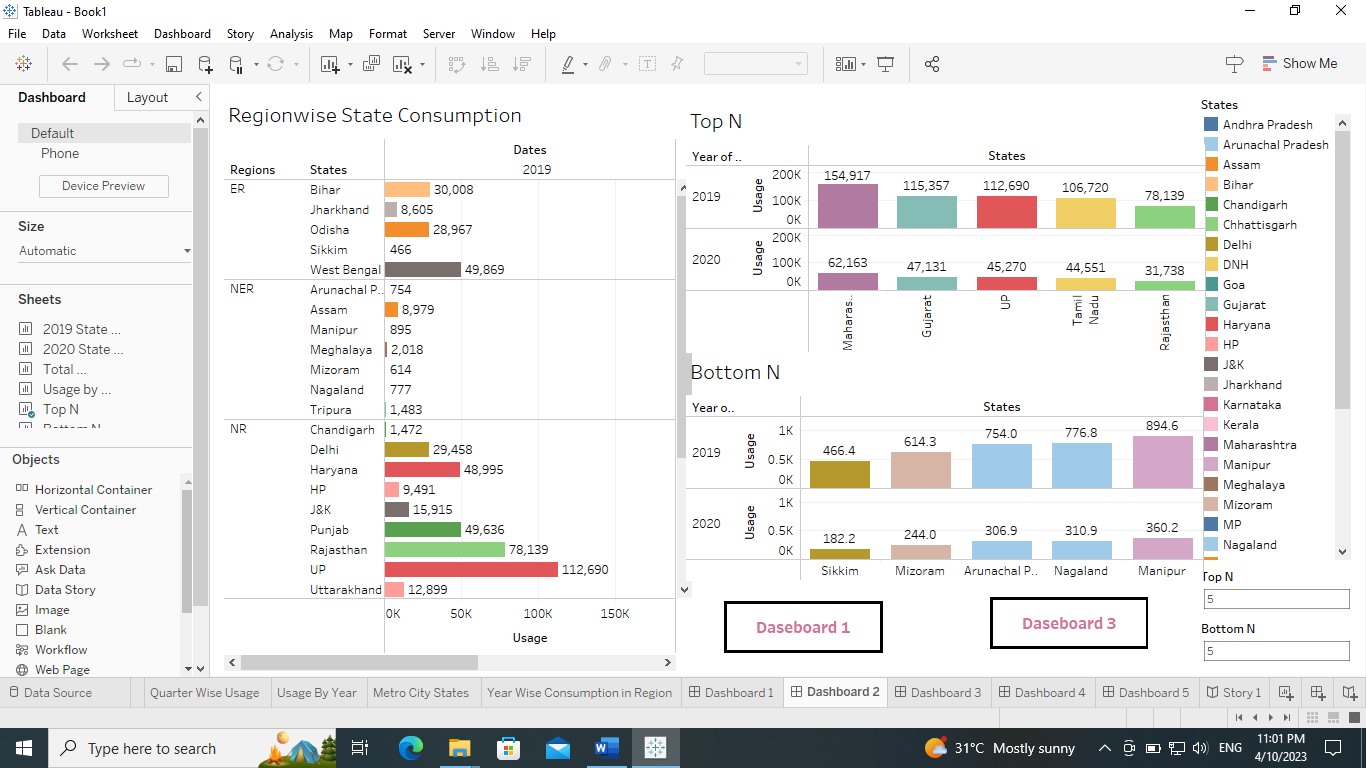 Tableau - Book1
File Data Worksheet Dashboard Story Analysis Map Format Server Window Help
Show Me
Dashboard Layout
Default
Phone
Device Preview
Size
Automatic
Sheets
2019 State ...
2020 State ...
Total ...
Usage by ...
Top N
Bottom N
Objects
Horizontal Container
Vertical Container
Text
Extension
Ask Data
Data Story
Image
Blank
Workflow
Web Page
Regionwise State Consumption
Dates
Regions States 2019
ER Bihar 30,008
Jharkhand 8,605
Odisha 28,967
Sikkim 466
West Bengal 49,869
NER Arunachal P.. 754
Assam 8,979
Manipur 895
Meghalaya 2,018
Mizoram 614
Nagaland 777
Tripura 1,483
NR Chandigarh 1,472
Delhi 29,458
Haryana 48,995
HP 9,491
J&K 15,915
Punjab 49,636
Rajasthan 78,139
UP 112,690
Uttarakhand 12,899
0K 50K 100K 150K
Usage
Top N
Year of .. States
2019 Usage 200K 100K 0K
154,917 115,357 112,690 106,720 78,139
2020 Usage 200K 100K 0K
62,163 47,131 45,270 44,551 31,738
Maharas.. Gujarat UP Tamil Nadu Rajasthan
Bottom N
Year o.. States
2019 Usage 1K 0.5K 0K
466.4 614.3 754.0 776.8 894.6
2020 Usage 1K 0.5K 0K
182.2 244.0 306.9 310.9 360.2
Sikkim Mizoram Arunachal P.. Nagaland Manipur
Daseboard 1 Daseboard 3
States
Andhra Pradesh
Arunachal Pradesh
Assam
Bihar
Chandigarh
Chhattisgarh
Delhi
DNH
Goa
Gujarat
Haryana
HP
J&K
Jharkhand
Karnataka
Kerala
Maharashtra
Manipur
Meghalaya
Mizoram
MP
Nagaland
Top N
5
Bottom N
5
Data Source Quarter Wise Usage Usage By Year Metro City States Year Wise Consumption in Region Dashboard 1 Dashboard 2 Dashboard 3 Dashboard 4 Dashboard 5 Story 1
Type here to search
31°C Mostly sunny ENG
11:01 PM
4/10/2023